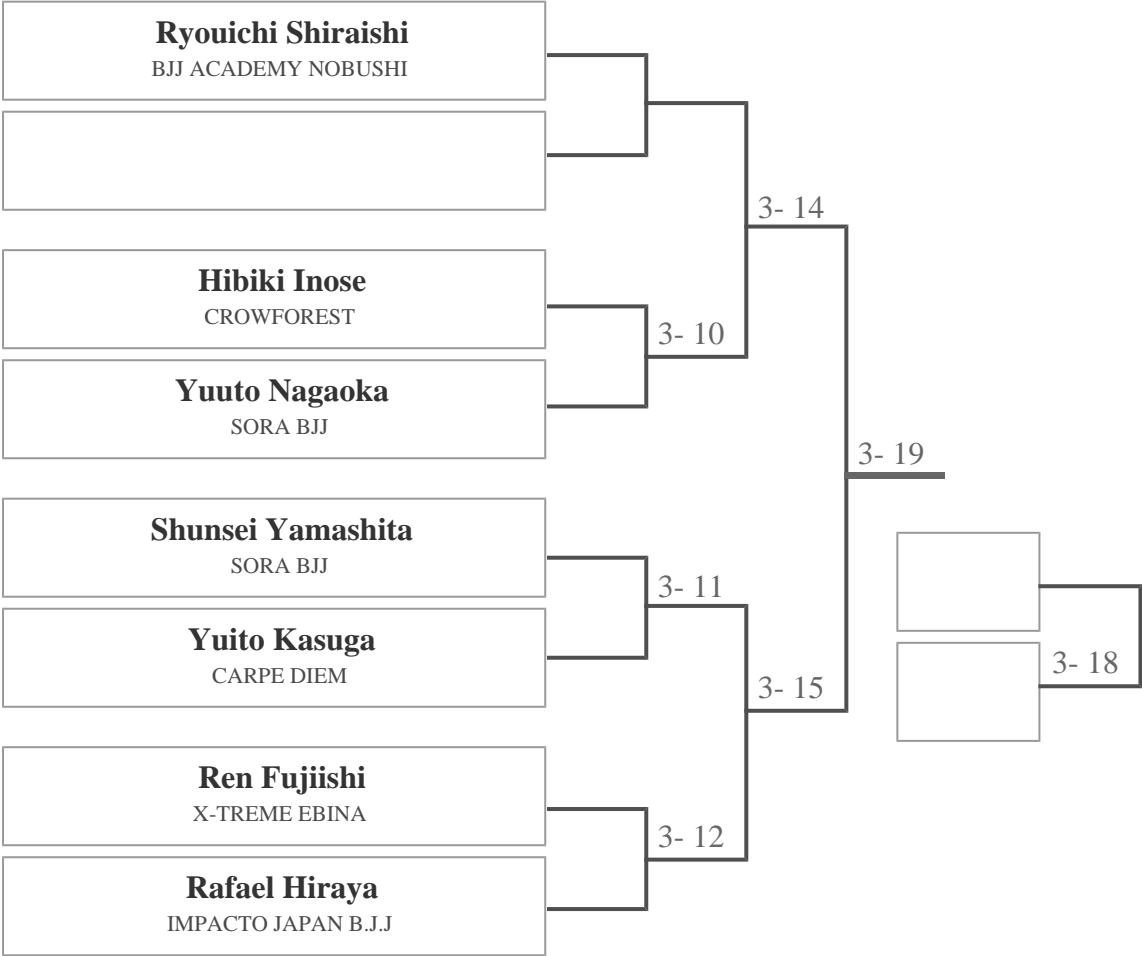 Ryouichi Shiraishi
BJJ ACADEMY NOBUSHI
3- 14
Hibiki Inose
CROWFOREST
3- 10
Yuuto Nagaoka
SORA BJJ
3- 19
Shunsei Yamashita
SORA BJJ
3- 11
Yuito Kasuga
CARPE DIEM
3- 18
3- 15
Ren Fujiishi
X-TREME EBINA
3- 12
Rafael Hiraya
IMPACTO JAPAN B.J.J